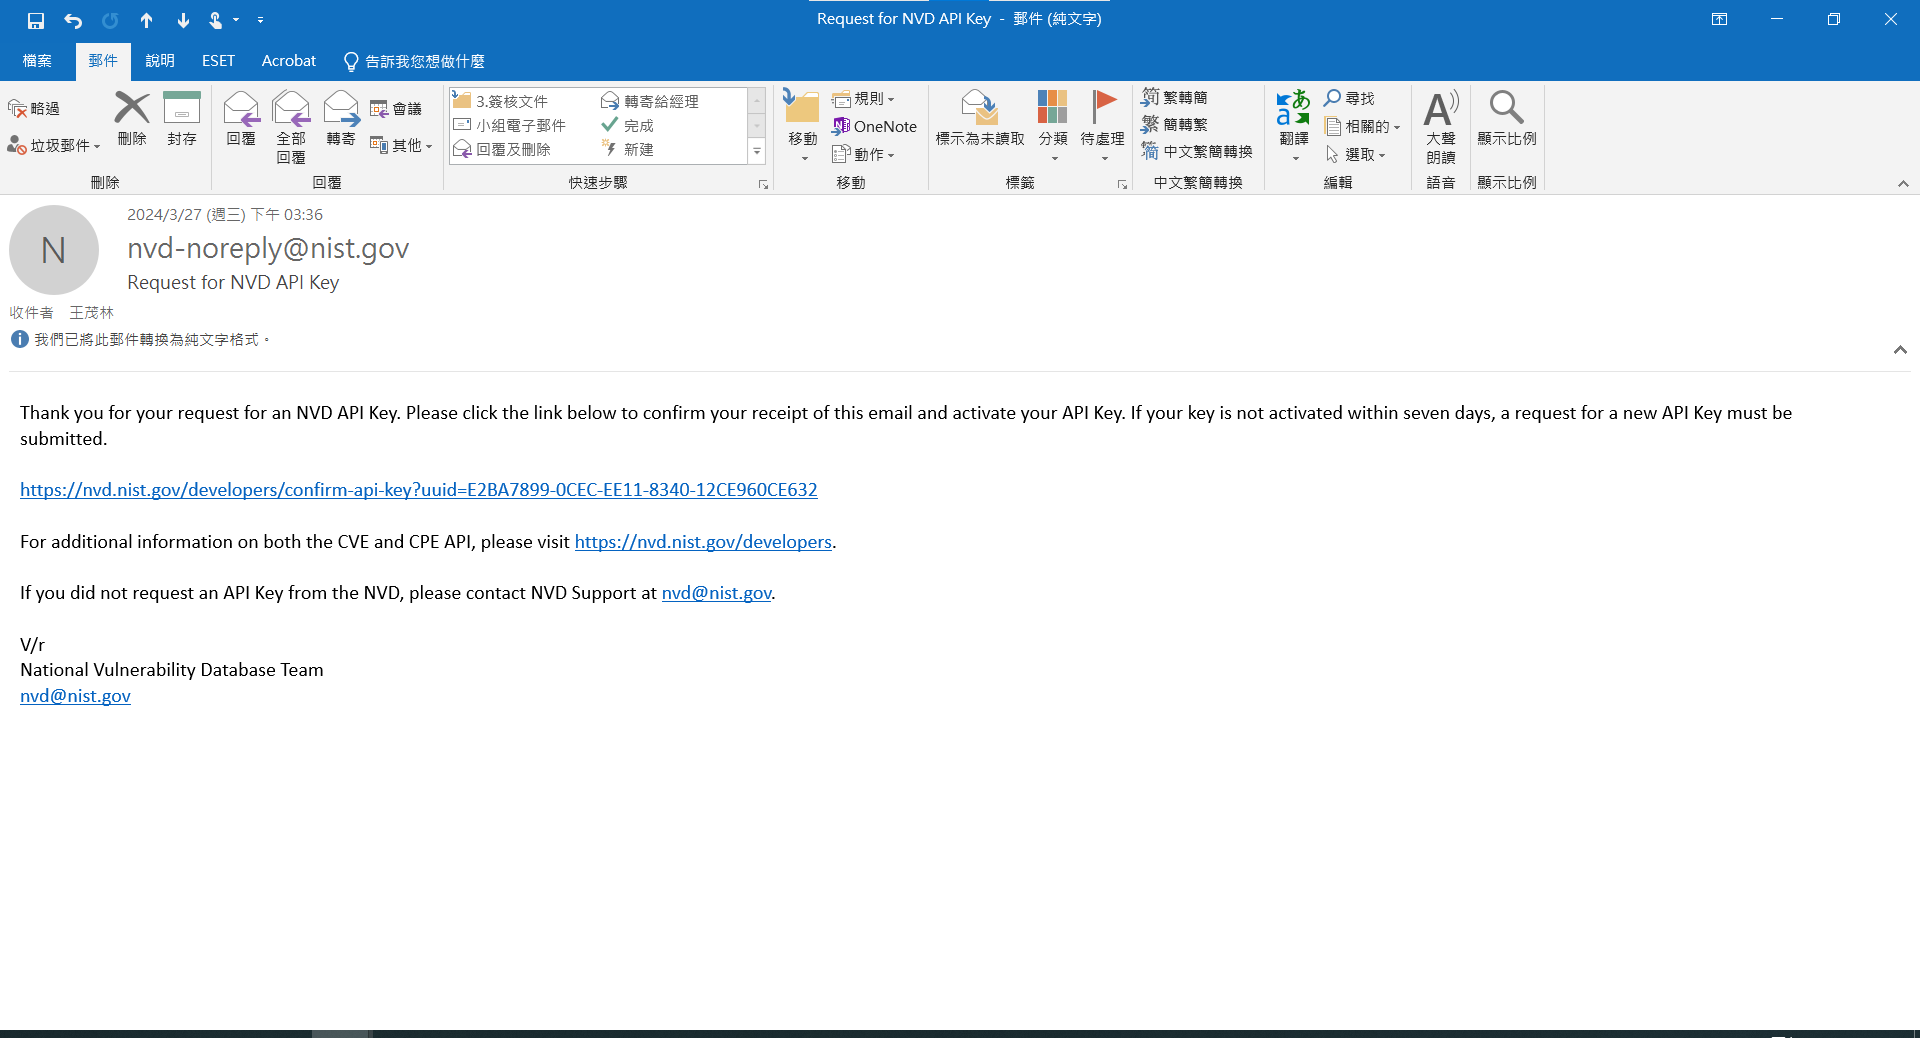 Request for NVD API Key - 郵件 (純文字)
檔案 郵件 說明 ESET Acrobat 告訴我您想做什麼
略過
垃圾郵件
刪除
封存
刪除
回覆
全部
回覆
轉寄
會議
其他
回覆
3.簽核文件
小組電子郵件
回覆及刪除
轉寄給經理
完成
新建
快速步驟
移動
規則
OneNote
動作
移動
標示為未讀取
分類
待處理
標籤
繁轉簡
簡轉繁
中文繁簡轉換
中文繁簡轉換
翻譯
尋找
相關的
選取
編輯
大聲
朗讀
語音
顯示比例
顯示比例
2024/3/27 (週三) 下午 03:36
N
nvd-noreply@nist.gov
Request for NVD API Key
收件者 王茂林
我們已將此郵件轉換為純文字格式。
Thank you for your request for an NVD API Key. Please click the link below to confirm your receipt of this email and activate your API Key. If your key is not activated within seven days, a request for a new API Key must be
submitted.
https://nvd.nist.gov/developers/confirm-api-key?uuid=E2BA7899-0CEC-EE11-8340-12CE960CE632
For additional information on both the CVE and CPE API, please visit https://nvd.nist.gov/developers.
If you did not request an API Key from the NVD, please contact NVD Support at nvd@nist.gov.
V/r
National Vulnerability Database Team
nvd@nist.gov